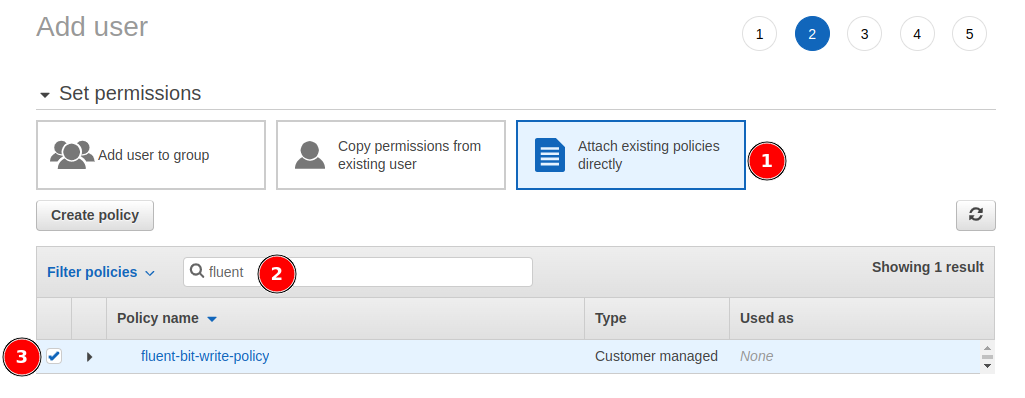 Add user
1 2 3 4 5
Set permissions
Add user to group
Copy permissions from
existing user
Attach existing policies
directly
1
Create policy
Filter policies
fluent
2
Showing 1 result
Policy name Type Used as
3
fluent-bit-write-policy Customer managed None